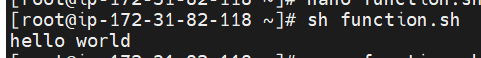 [root@ip-172-31-82-118 ~]# nano function.sh
[root@ip-172-31-82-118 ~]# sh function.sh
hello world